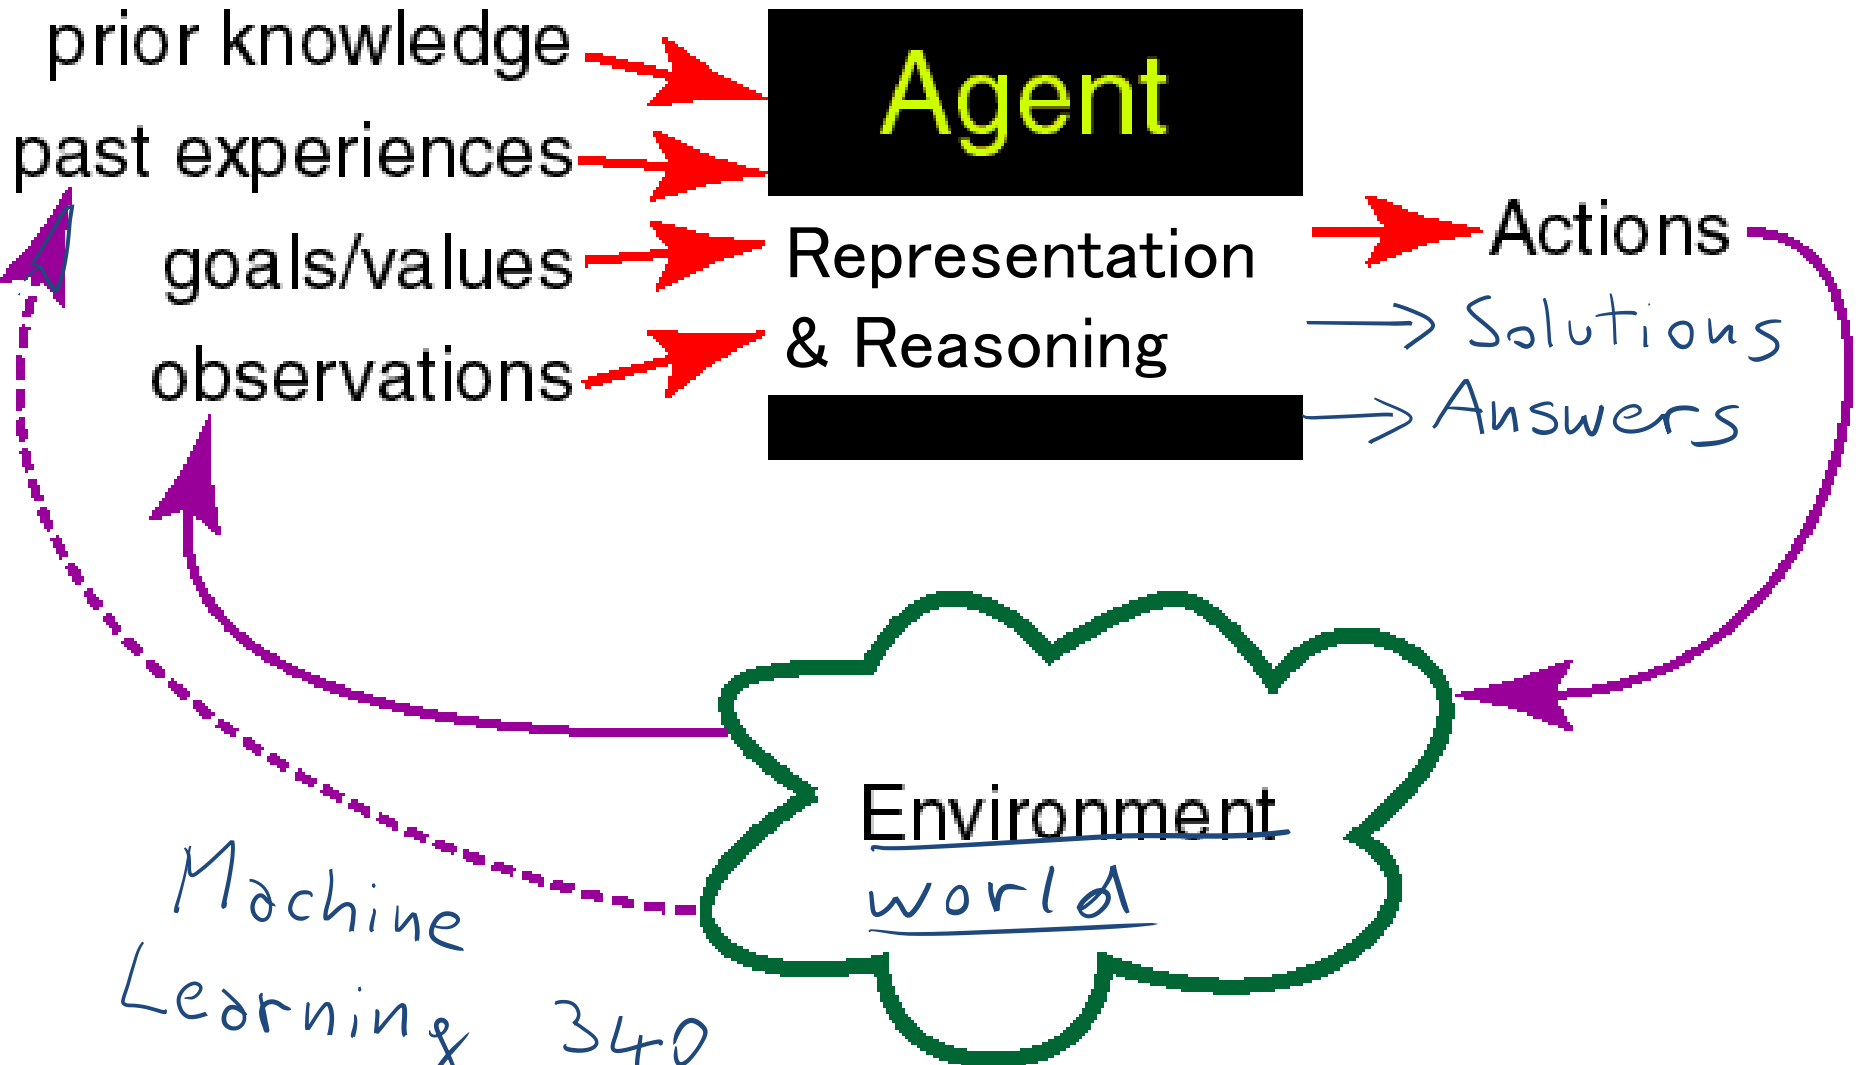 prior knowledge
past experiences
goals/values
observations
Agent
Representation
& Reasoning
Actions
Solutions
Answers
Environment
world
Machine
Learning 340